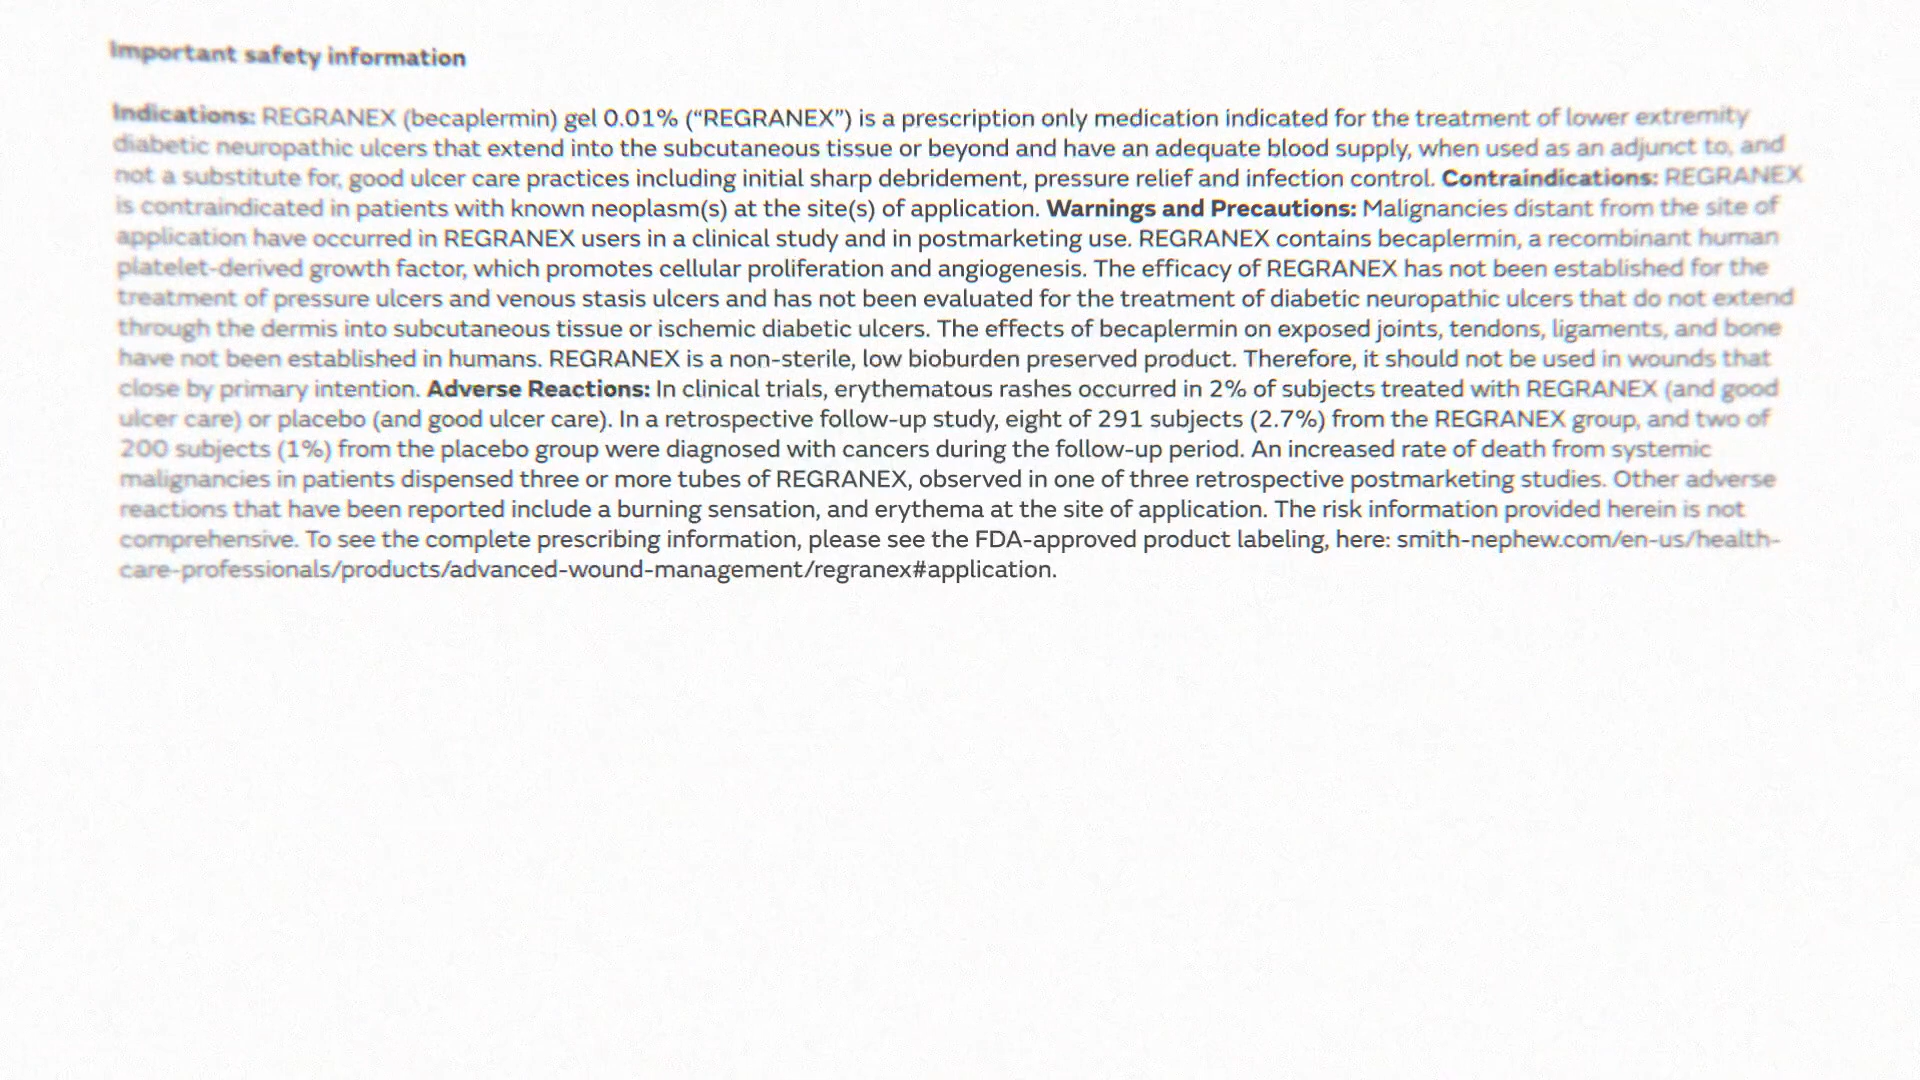 Important safety information
Indications: REGRANEX (becaplermin) gel 0.01% (“REGRANEX”) is a prescription only medication indicated for the treatment of lower extremity
diabetic neuropathic ulcers that extend into the subcutaneous tissue or beyond and have an adequate blood supply, when used as an adjunct to, and
not a substitute for, good ulcer care practices including initial sharp debridement, pressure relief and infection control. Contraindications: REGRANEX
is contraindicated in patients with known neoplasm(s) at the site(s) of application. Warnings and Precautions: Malignancies distant from the site of
application have occurred in REGRANEX users in a clinical study and in postmarketing use. REGRANEX contains becaplermin, a recombinant human
platelet-derived growth factor, which promotes cellular proliferation and angiogenesis. The efficacy of REGRANEX has not been established for the
treatment of pressure ulcers and venous stasis ulcers and has not been evaluated for the treatment of diabetic neuropathic ulcers that do not extend
through the dermis into subcutaneous tissue or ischemic diabetic ulcers. The effects of becaplermin on exposed joints, tendons, ligaments, and bone
have not been established in humans. REGRANEX is a non-sterile, low bioburden preserved product. Therefore, it should not be used in wounds that
close by primary intention. Adverse Reactions: In clinical trials, erythematous rashes occurred in 2% of subjects treated with REGRANEX (and good
ulcer care) or placebo (and good ulcer care). In a retrospective follow-up study, eight of 291 subjects (2.7%) from the REGRANEX group, and two of
200 subjects (1%) from the placebo group were diagnosed with cancers during the follow-up period. An increased rate of death from systemic
malignancies in patients dispensed three or more tubes of REGRANEX, observed in one of three retrospective postmarketing studies. Other adverse
reactions that have been reported include a burning sensation, and erythema at the site of application. The risk information provided herein is not
comprehensive. To see the complete prescribing information, please see the FDA-approved product labeling, here: smith-nephew.com/en-us/health-
care-professionals/products/advanced-wound-management/regranex#application.